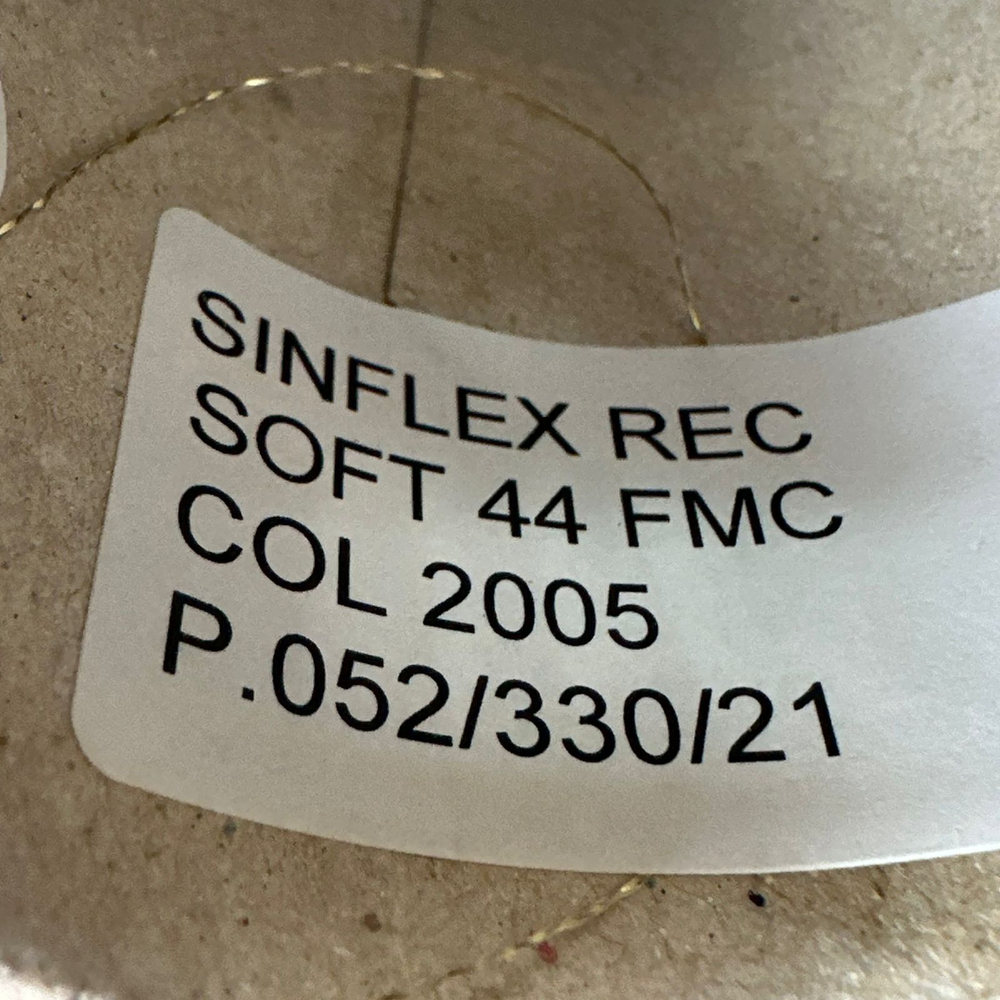 SINFLEX REC
SOFT 44 FMC
COL 2005
P.052/330/21